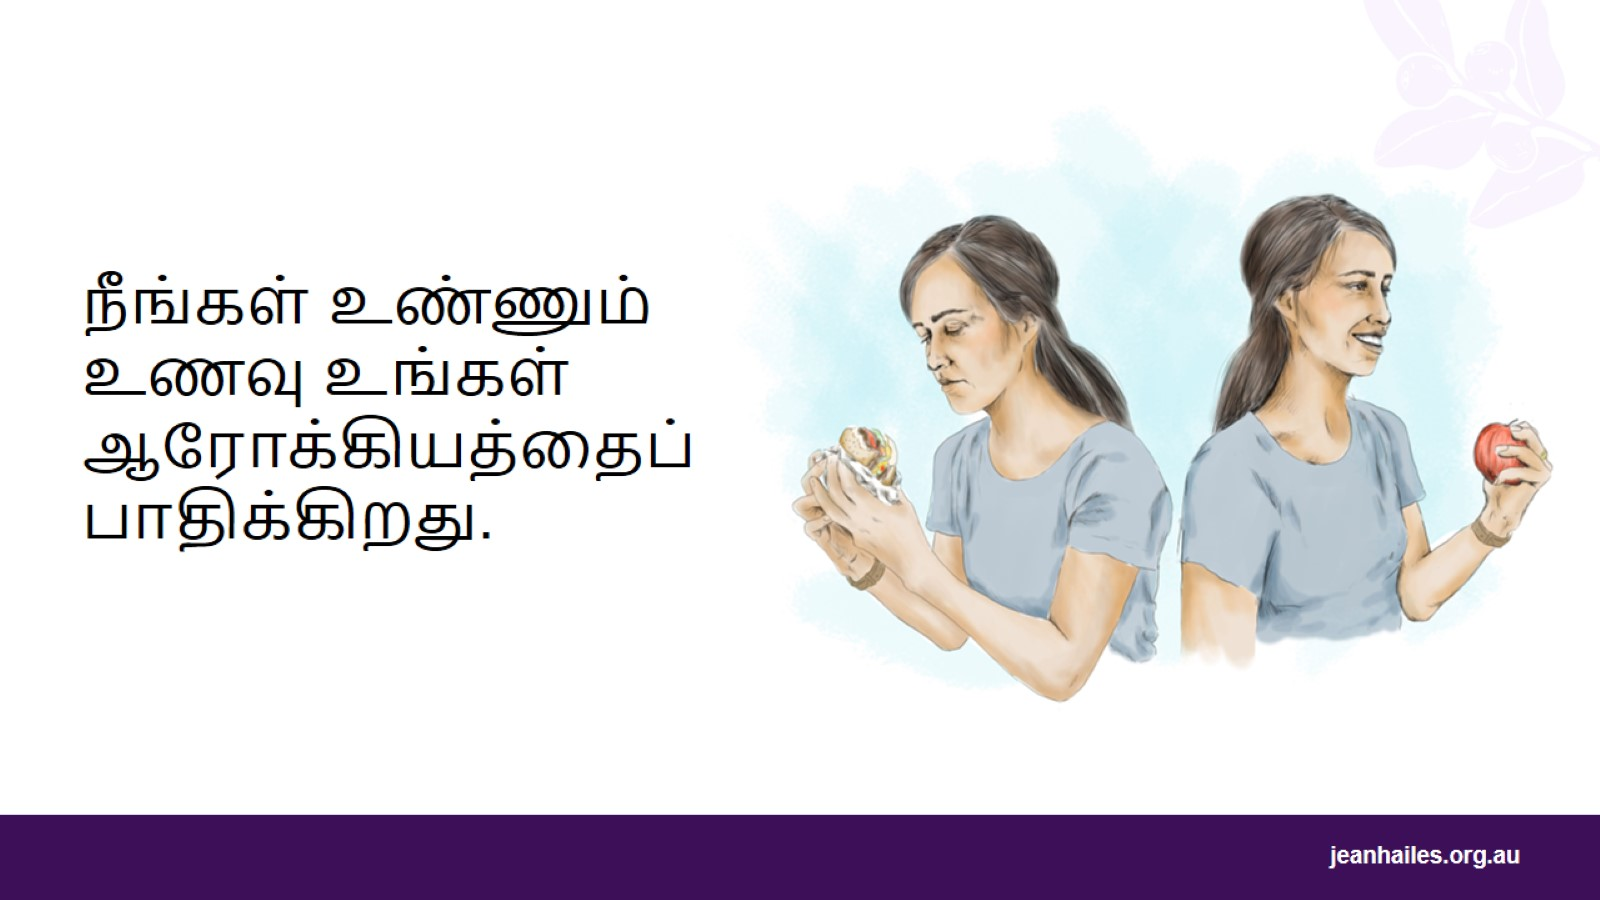 நீங்கள் உண்ணும்
உணவு உங்கள்
ஆரோக்கியத்தைப்
பாதிக்கிறது.
jeanhailes.org.au